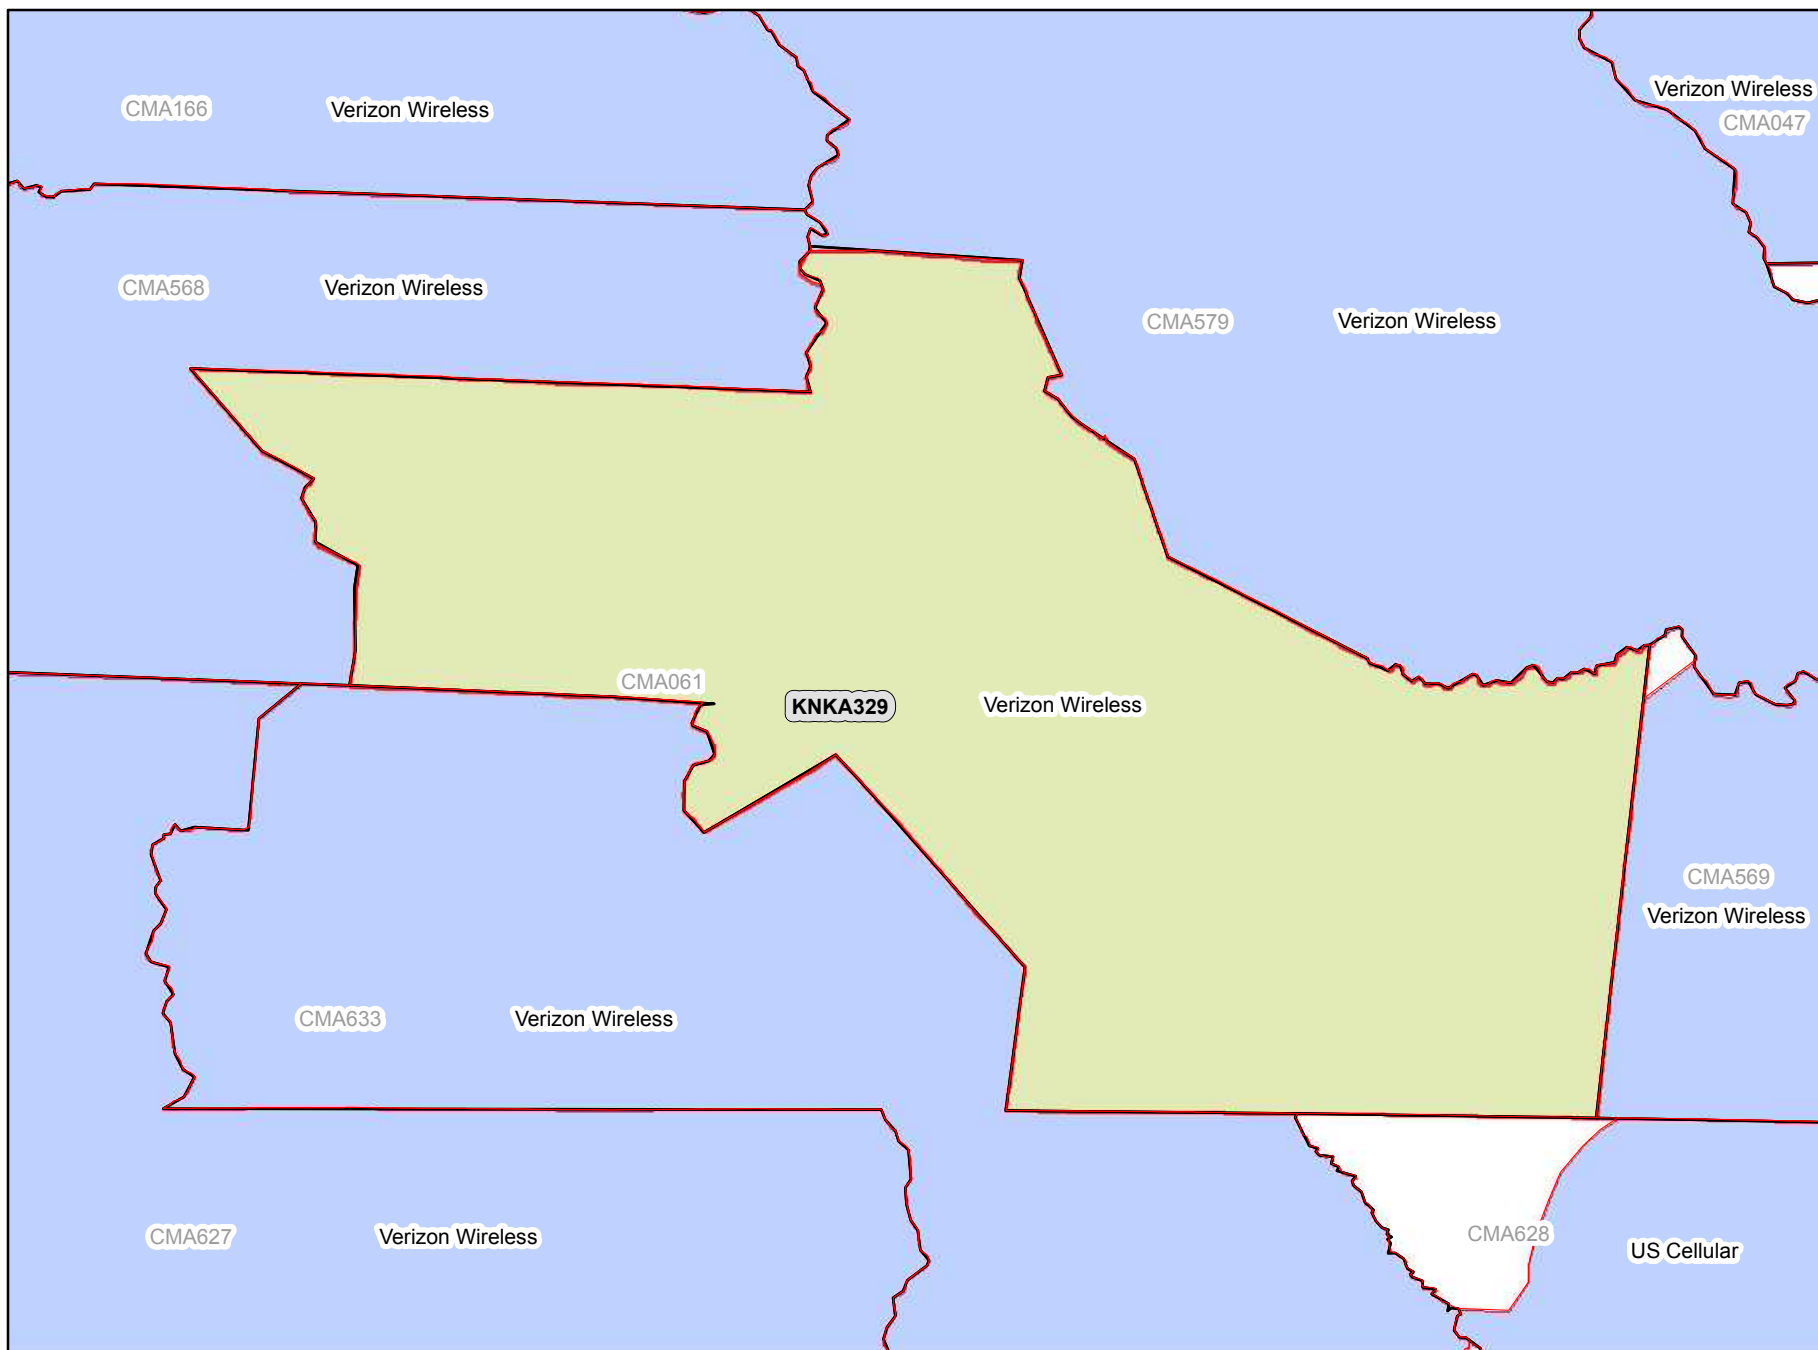 Verizon Wireless
CMA166
Verizon Wireless
CMA047
CMA568
Verizon Wireless
CMA579
Verizon Wireless
CMA061
KNKA329
Verizon Wireless
CMA569
Verizon Wireless
CMA633
Verizon Wireless
CMA627
Verizon Wireless
CMA628
US Cellular